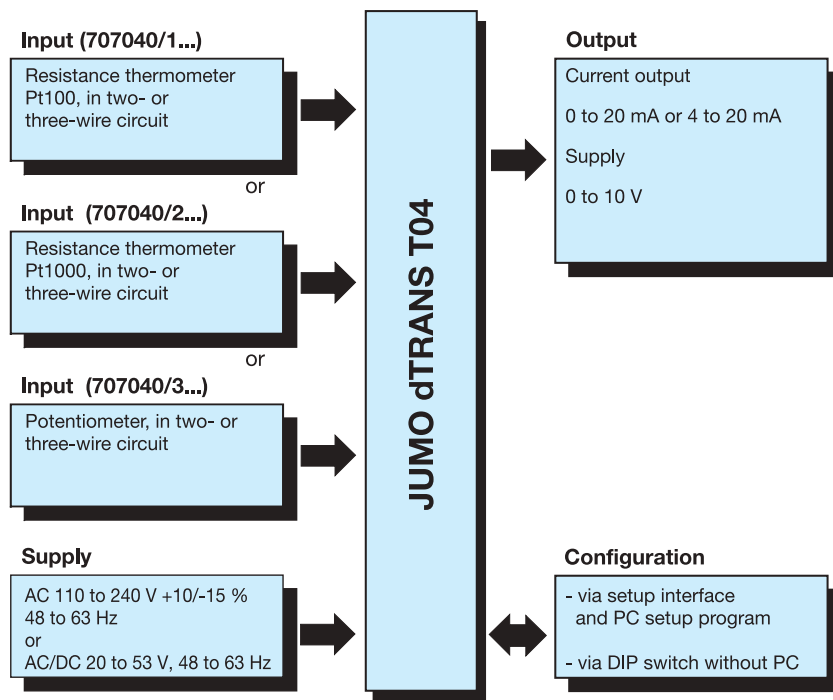 Input (707040/1...)
Resistance thermometer
Pt100, in two- or
three-wire circuit
or
Input (707040/2...)
Resistance thermometer
Pt1000, in two- or
three-wire circuit
or
Input (707040/3...)
Potentiometer, in two- or
three-wire circuit
Supply
AC 110 to 240 V +10/-15 %
48 to 63 Hz
or
AC/DC 20 to 53 V, 48 to 63 Hz
JUMO dTRANS T04
Output
Current output
0 to 20 mA or 4 to 20 mA
Supply
0 to 10 V
Configuration
- via setup interface
and PC setup program
- via DIP switch without PC